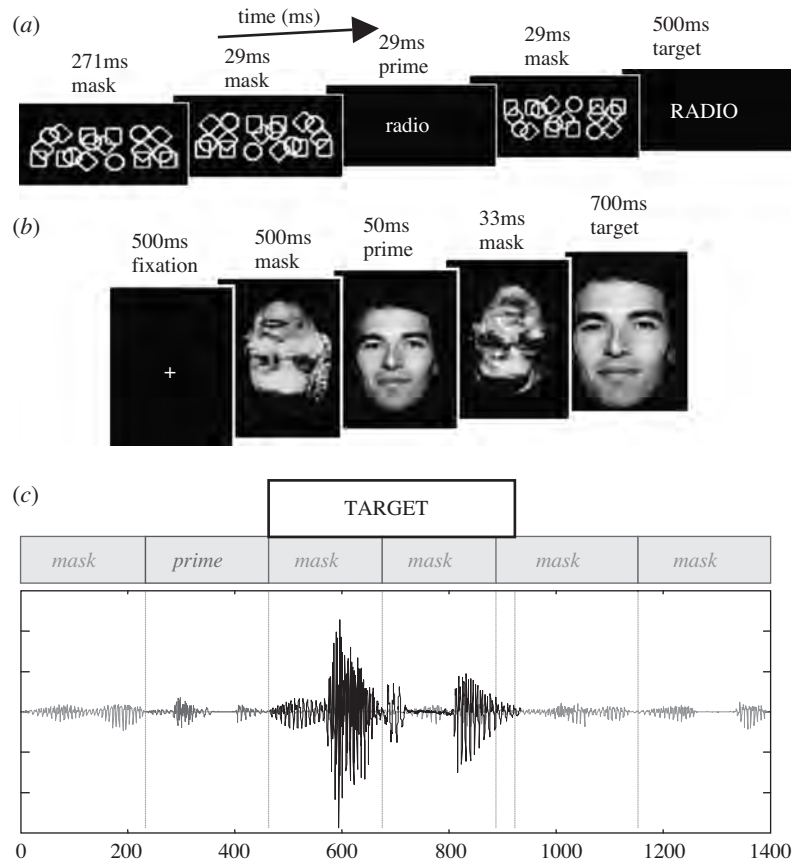 (a)
time (ms)
271ms
mask
29ms
mask
29ms
prime
29ms
mask
500ms
target
radio
RADIO
(b)
500ms
fixation
500ms
mask
50ms
prime
33ms
mask
700ms
target
+
(c)
TARGET
mask prime mask mask mask mask
0 200 400 600 800 1000 1200 1400